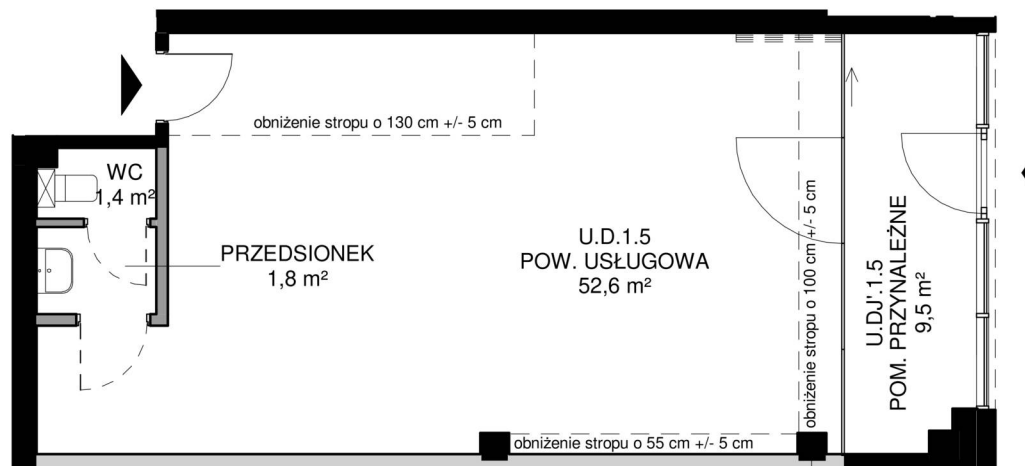 obniżenie stropu o 130 cm +/- 5 cm
WC
1,4 m²
PRZEDSIONEK
1,8 m²
U.D.1.5
POW. USŁUGOWA
52,6 m²
obniżenie stropu o 100 cm +/- 5 cm
U.DJ'.1.5
POM. PRZYNALEŻNE
9,5 m²
obniżenie stropu o 55 cm +/- 5 cm